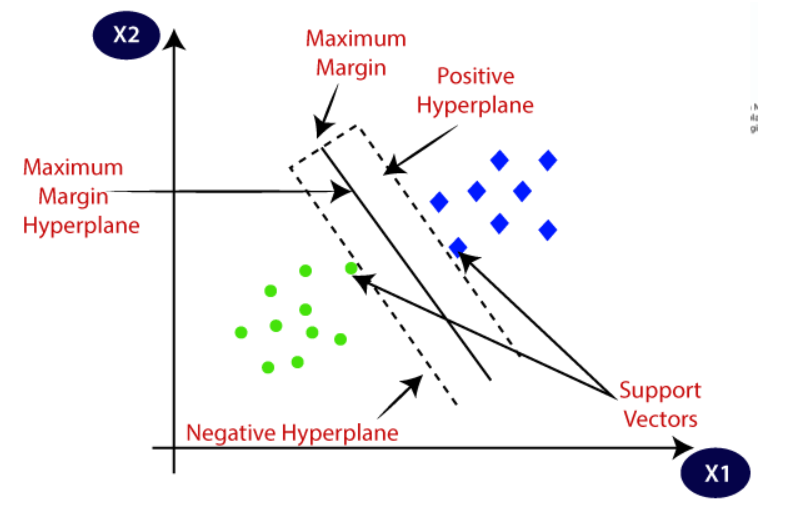 X2
Maximum
Margin
Positive
Hyperplane
Maximum
Margin
Hyperplane
Support
Vectors
Negative Hyperplane
X1